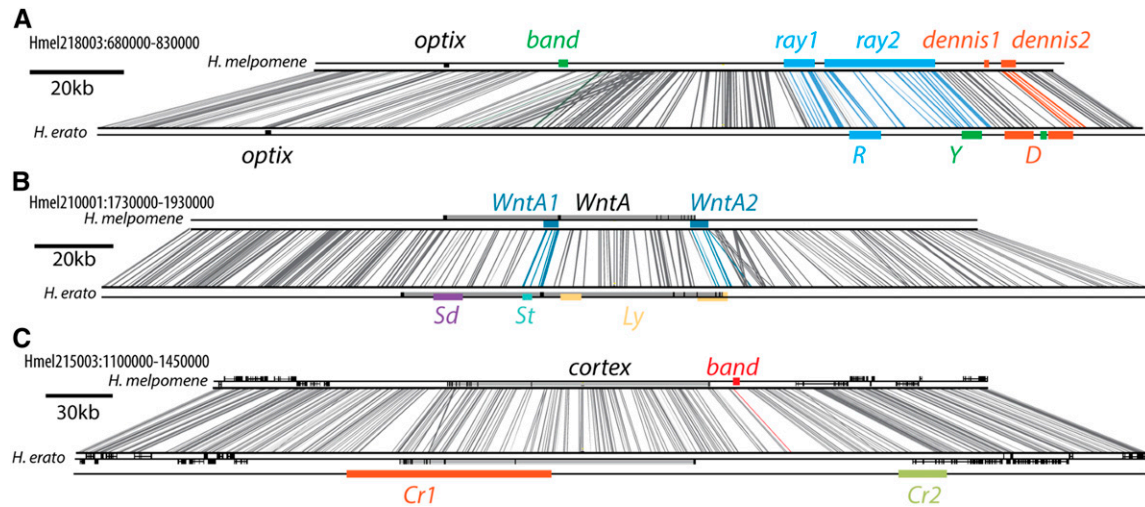 A
Hmel218003:680000-830000
H. melpomene
20kb
optix
band
ray1
ray2
dennis1
dennis2
H. erato
optix
R
Y
D
B
Hmel210001:1730000-1930000
H. melpomene
20kb
WntA1
WntA
WntA2
H. erato
Sd
St
Ly
C
Hmel215003:1100000-1450000
H. melpomene
30kb
cortex
band
H. erato
Cr1
Cr2